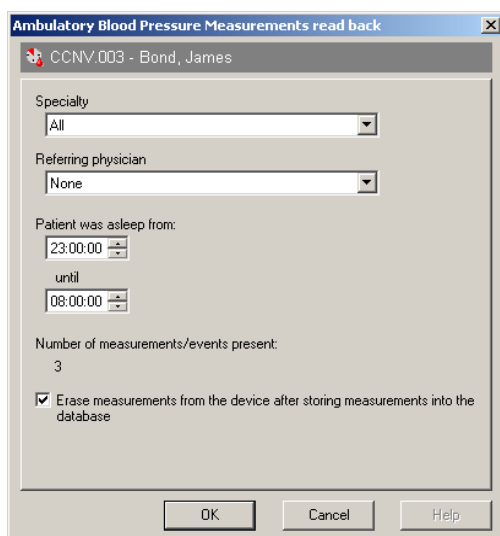 Ambulatory Blood Pressure Measurements read back
CCNV.003 - Bond, James
Specialty
All
Referring physician
None
Patient was asleep from:
23:00:00
until
08:00:00
Number of measurements/events present:
3
Erase measurements from the device after storing measurements into the
database
OK Cancel Help